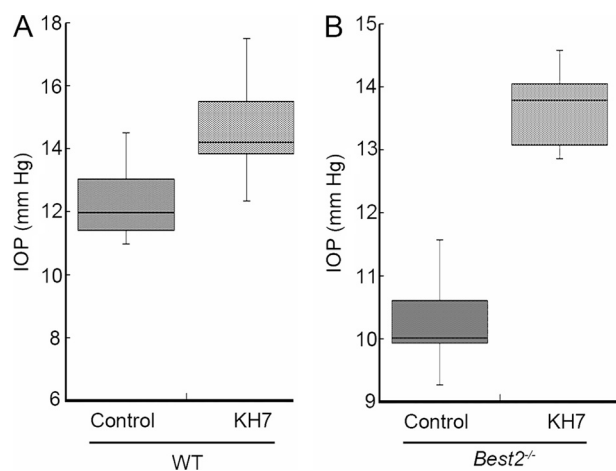 A
IOP (mm Hg)
18
16
14
12
10
8
6
Control KH7
WT
B
IOP (mm Hg)
15
14
13
12
11
10
9
Control KH7
Best2-/-